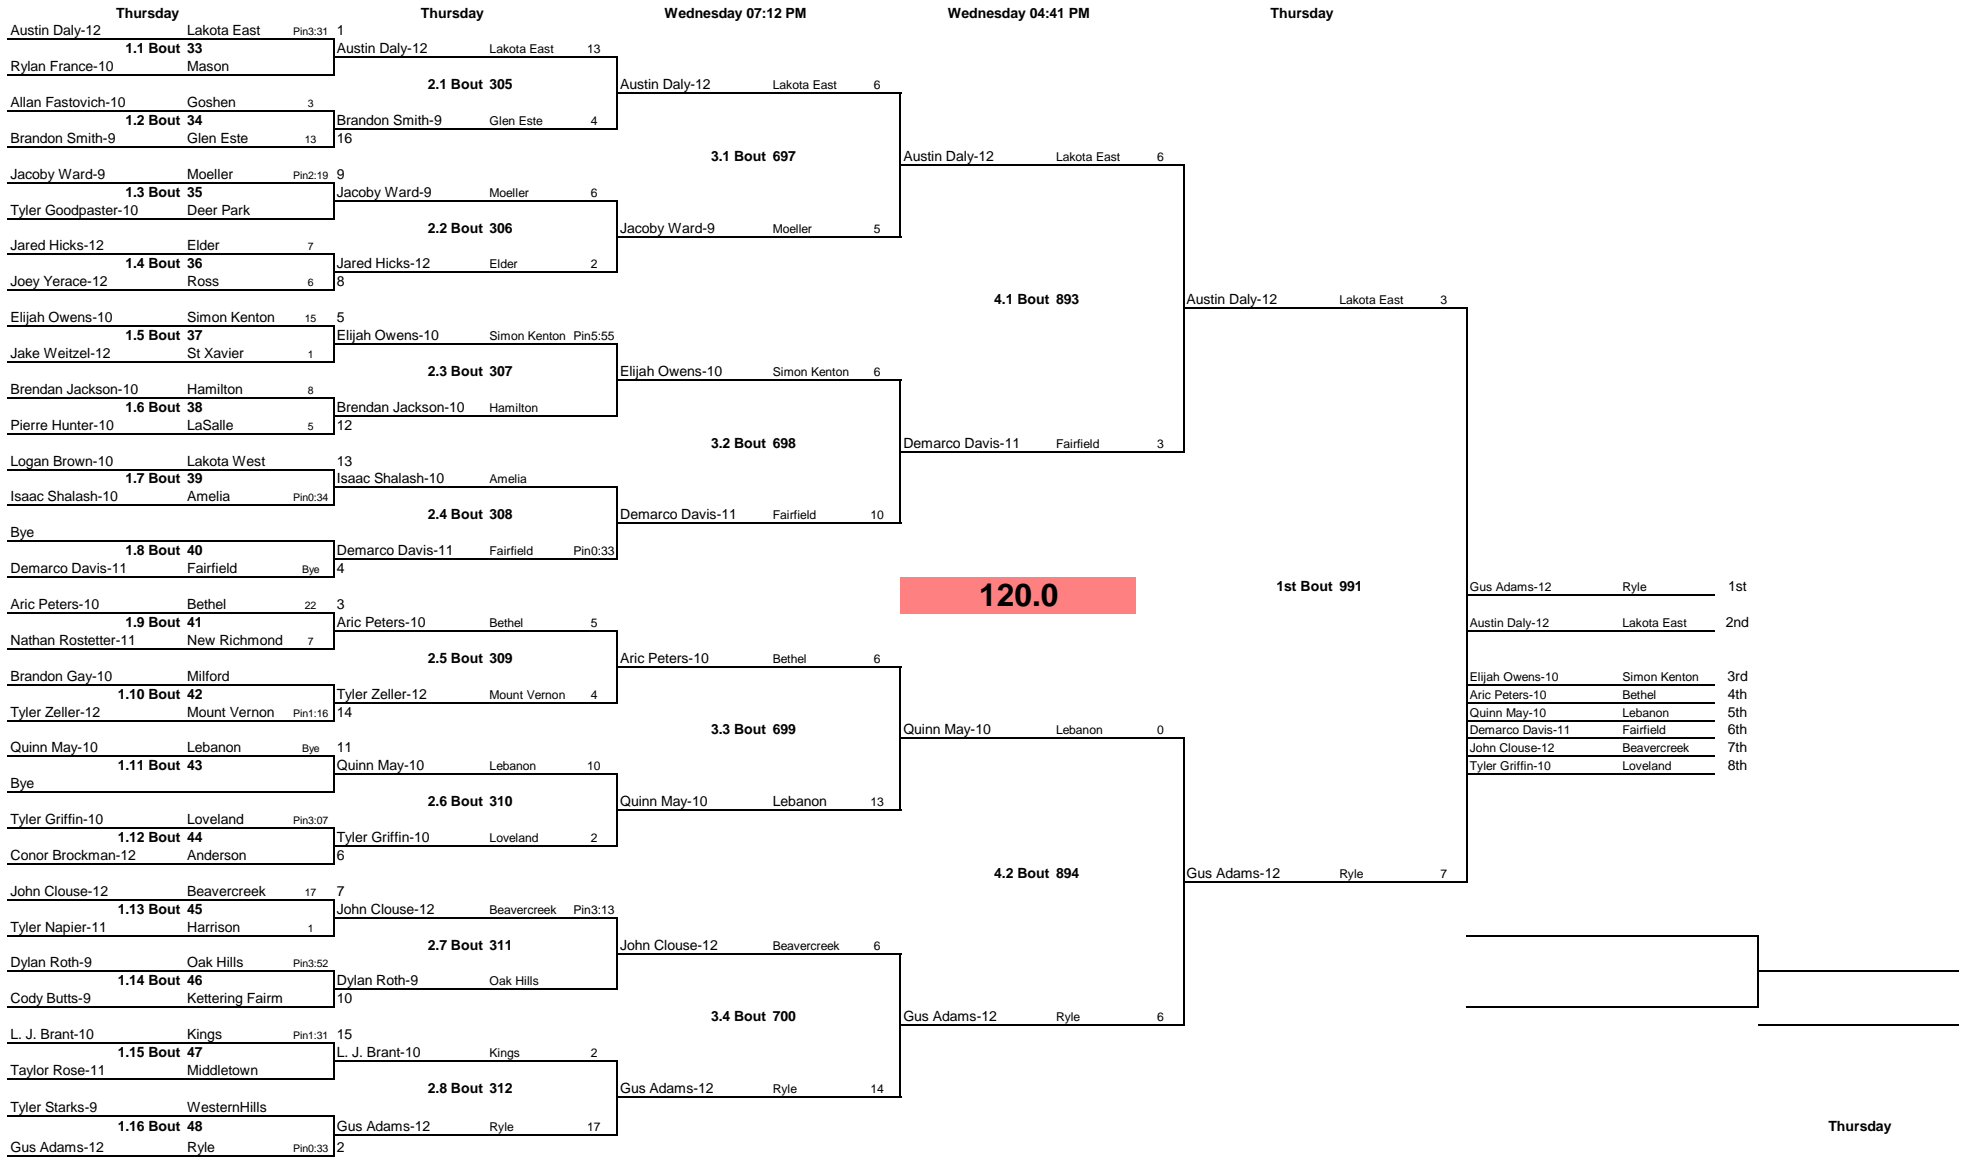 Thursday Thursday Wednesday 07:12 PM Wednesday 04:41 PM Thursday
Austin Daly-12 Lakota East Pin3:31 1
1.1 Bout 33 Austin Daly-12 Lakota East 13
Rylan France-10 Mason
2.1 Bout 305 Austin Daly-12 Lakota East 6
Allan Fastovich-10 Goshen 3
1.2 Bout 34 Brandon Smith-9 Glen Este 4
Brandon Smith-9 Glen Este 13 16
3.1 Bout 697 Austin Daly-12 Lakota East 6
Jacoby Ward-9 Moeller Pin2:19 9
1.3 Bout 35 Jacoby Ward-9 Moeller 6
Tyler Goodpaster-10 Deer Park
2.2 Bout 306 Jacoby Ward-9 Moeller 5
Jared Hicks-12 Elder 7
1.4 Bout 36 Jared Hicks-12 Elder 2
Joey Yerace-12 Ross 6 8
4.1 Bout 893 Austin Daly-12 Lakota East 3
Elijah Owens-10 Simon Kenton 15 5
1.5 Bout 37 Elijah Owens-10 Simon Kenton Pin5:55
Jake Weitzel-12 St Xavier 1
2.3 Bout 307 Elijah Owens-10 Simon Kenton 6
Brendan Jackson-10 Hamilton 8
1.6 Bout 38 Brendan Jackson-10 Hamilton
Pierre Hunter-10 LaSalle 5 12
3.2 Bout 698 Demarco Davis-11 Fairfield 3
Logan Brown-10 Lakota West 13
1.7 Bout 39 Isaac Shalash-10 Amelia
Isaac Shalash-10 Amelia Pin0:34
2.4 Bout 308 Demarco Davis-11 Fairfield 10
Bye
1.8 Bout 40 Demarco Davis-11 Fairfield Pin0:33
Demarco Davis-11 Fairfield Bye 4
120.0 1st Bout 991 Gus Adams-12 Ryle 1st
Aric Peters-10 Bethel 22 3
1.9 Bout 41 Aric Peters-10 Bethel 5 Austin Daly-12 Lakota East 2nd
Nathan Rostetter-11 New Richmond 7
2.5 Bout 309 Aric Peters-10 Bethel 6
Brandon Gay-10 Milford Elijah Owens-10 Simon Kenton 3rd
1.10 Bout 42 Tyler Zeller-12 Mount Vernon 4 Aric Peters-10 Bethel 4th
Tyler Zeller-12 Mount Vernon Pin1:16 14 Quinn May-10 Lebanon 5th
3.3 Bout 699 Quinn May-10 Lebanon 0 Demarco Davis-11 Fairfield 6th
Quinn May-10 Lebanon Bye 11 John Clouse-12 Beavercreek 7th
1.11 Bout 43 Quinn May-10 Lebanon 10 Tyler Griffin-10 Loveland 8th
Bye
2.6 Bout 310 Quinn May-10 Lebanon 13
Tyler Griffin-10 Loveland Pin3:07
1.12 Bout 44 Tyler Griffin-10 Loveland 2
Conor Brockman-12 Anderson 6
4.2 Bout 894 Gus Adams-12 Ryle 7
John Clouse-12 Beavercreek 17 7
1.13 Bout 45 John Clouse-12 Beavercreek Pin3:13
Tyler Napier-11 Harrison 1
2.7 Bout 311 John Clouse-12 Beavercreek 6
Dylan Roth-9 Oak Hills Pin3:52
1.14 Bout 46 Dylan Roth-9 Oak Hills
Cody Butts-9 Kettering Fairm 10
3.4 Bout 700 Gus Adams-12 Ryle 6
L. J. Brant-10 Kings Pin1:31 15
1.15 Bout 47 L. J. Brant-10 Kings 2
Taylor Rose-11 Middletown
2.8 Bout 312 Gus Adams-12 Ryle 14
Tyler Starks-9 WesternHills
1.16 Bout 48 Gus Adams-12 Ryle 17 Thursday
Gus Adams-12 Ryle Pin0:33 2